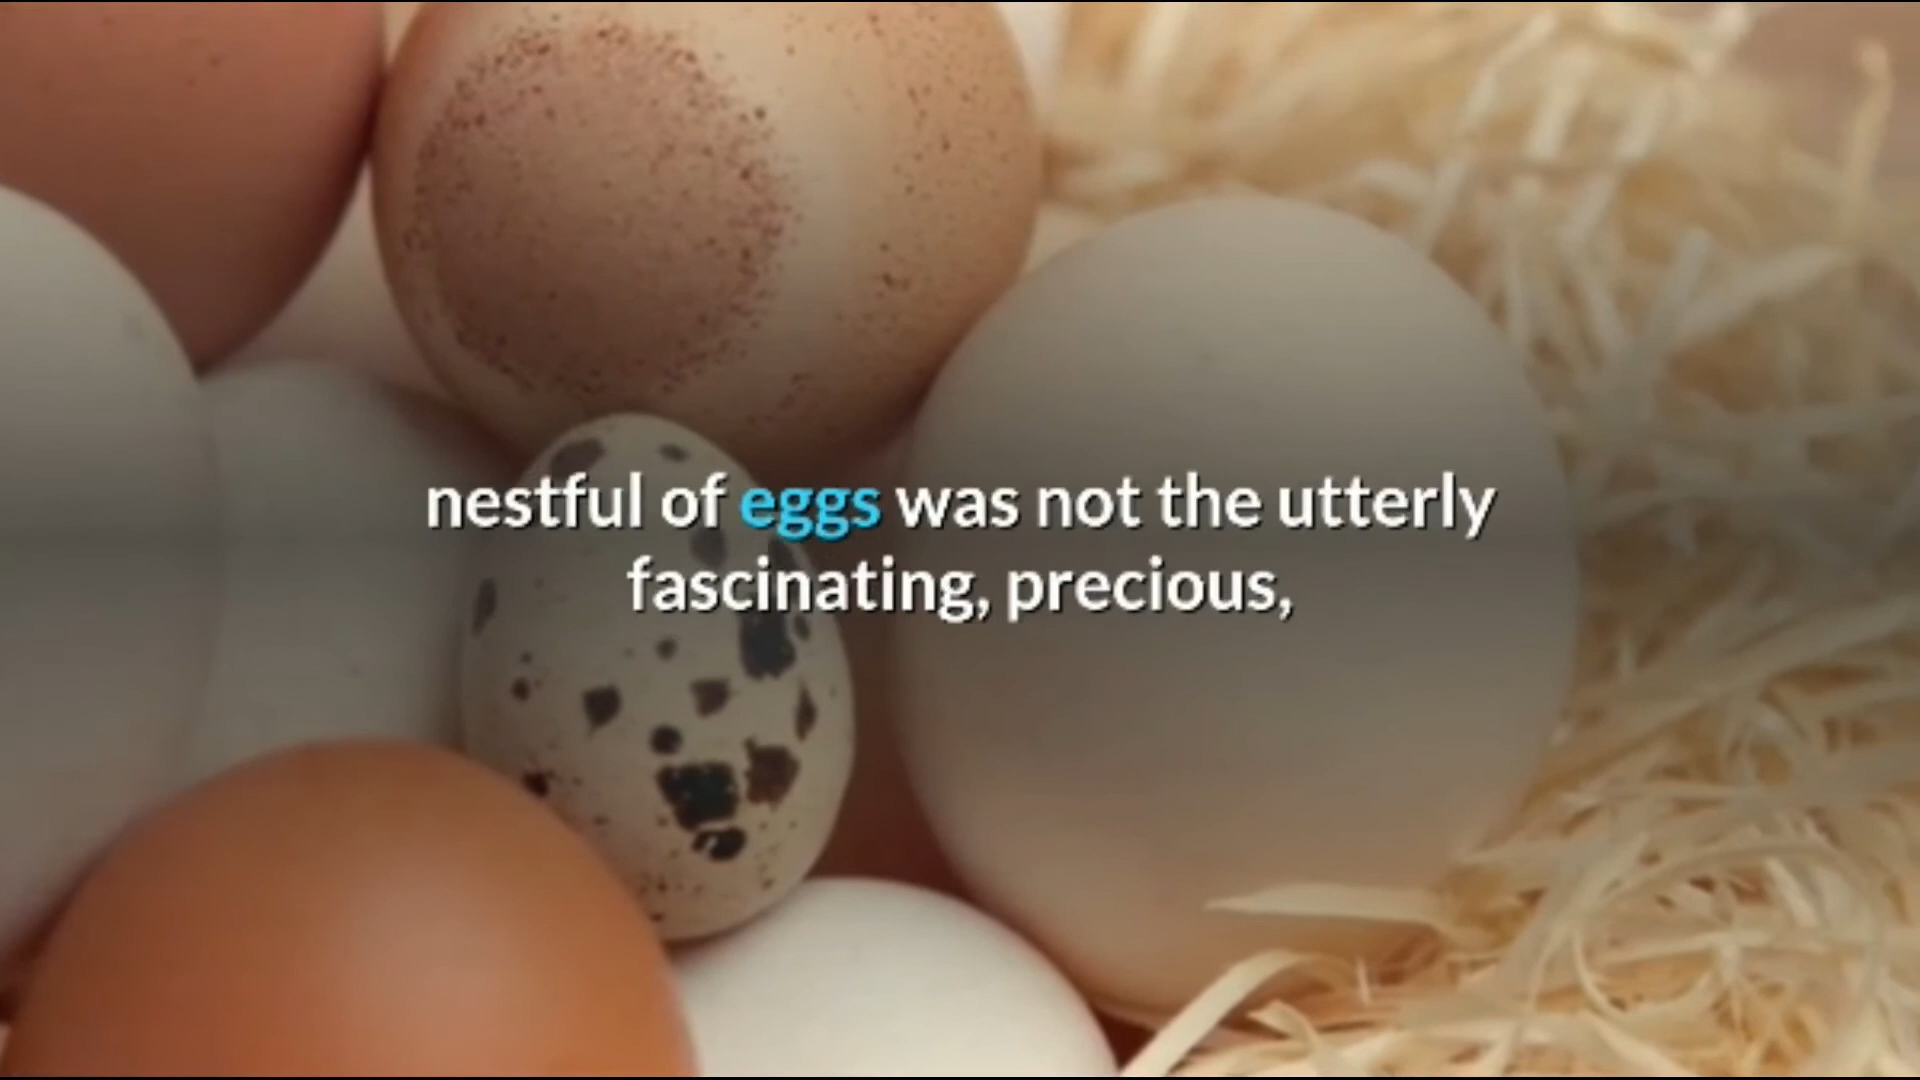 nestful of eggs was not the utterly
fascinating, precious,